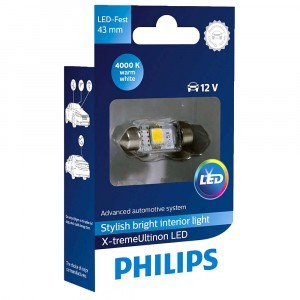 LED-Fest
43 mm
4000 K
warm
white
12 V
LED
Advanced automotive system
Stylish bright interior light
X-tremeUltinon LED
PHILIPS